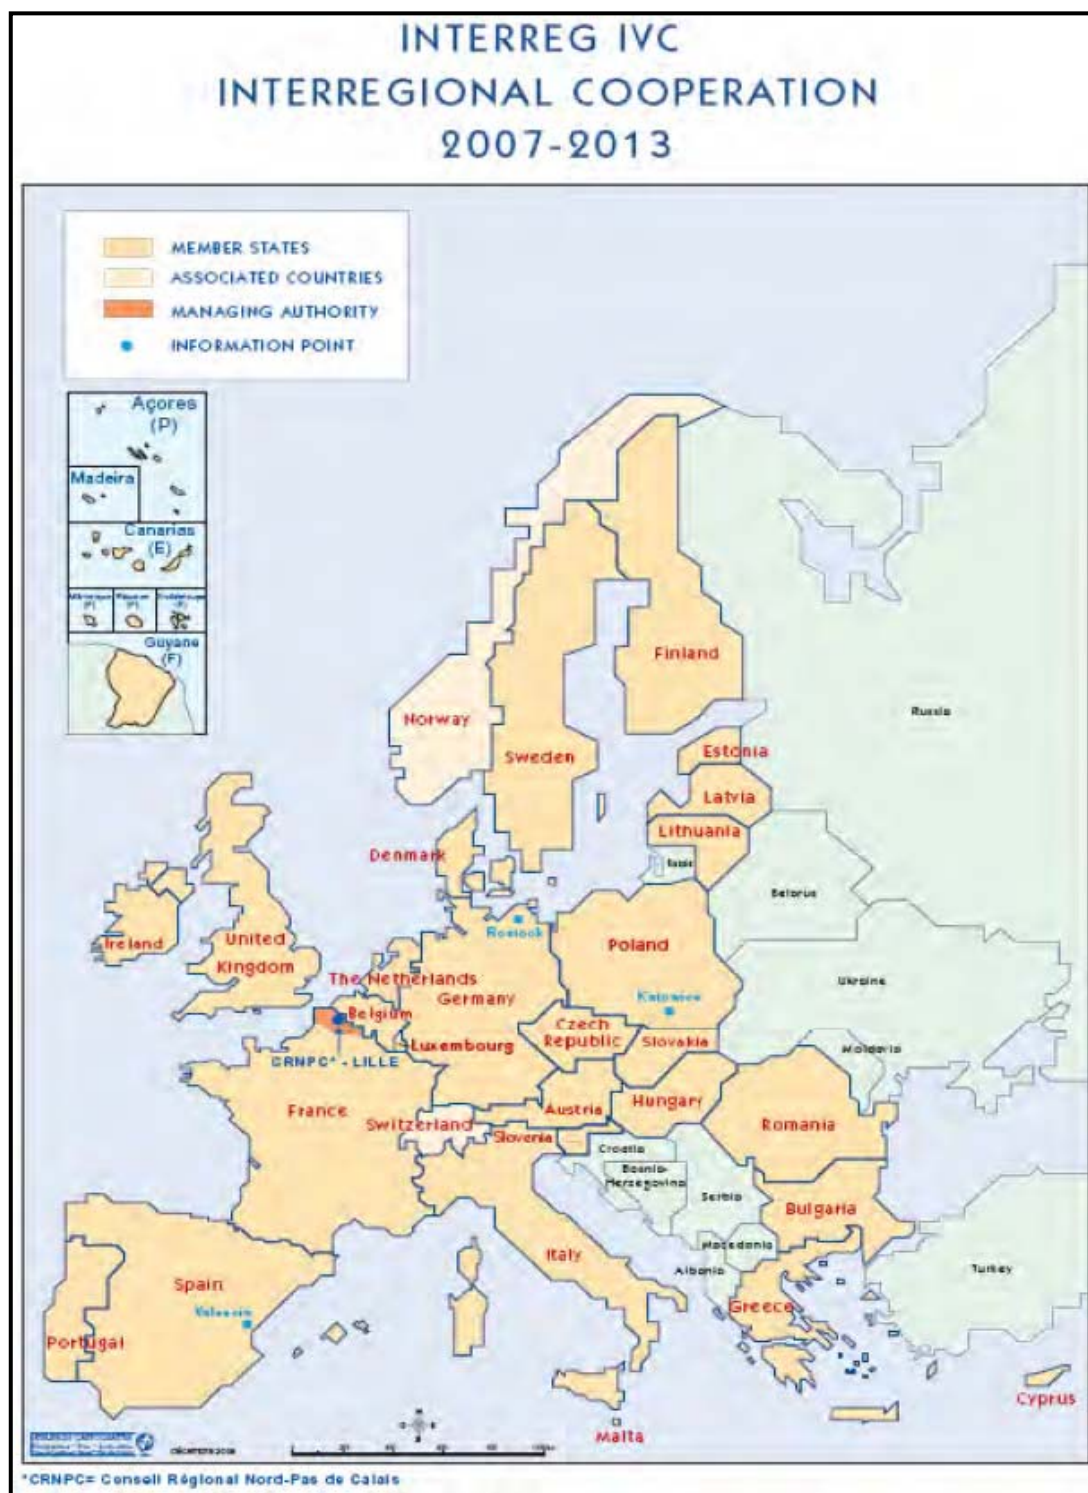 INTERREG IVC
INTERREGIONAL COOPERATION
2007-2013
MEMBER STATES
ASSOCIATED COUNTRIES
MANAGING AUTHORITY
INFORMATION POINT
Açores
(P)
Madeira
Canarias
(E)
Guyane
(F)
Finland
Norway
Russia
Sweden
Estonia
Latvia
Lithuania
Denmark
Belarus
Rostock
Ireland
United
Kingdom
Poland
The Netherlands
Ukraine
Germany
Katowice
Belgium
Czech
Republic
Slovakia
Luxembourg
Moldavia
CRNPC* - LILLE
France
Austria
Hungary
Switzerland
Romania
Slovenia
Croatia
Bosnia-
Herzegovina
Serbia
Bulgaria
Macedonia
Italy
Albania
Turkey
Spain
Valencia
Greece
Portugal
Cyprus
Malta
*CRNPC= Conseil Régional Nord-Pas de Calais